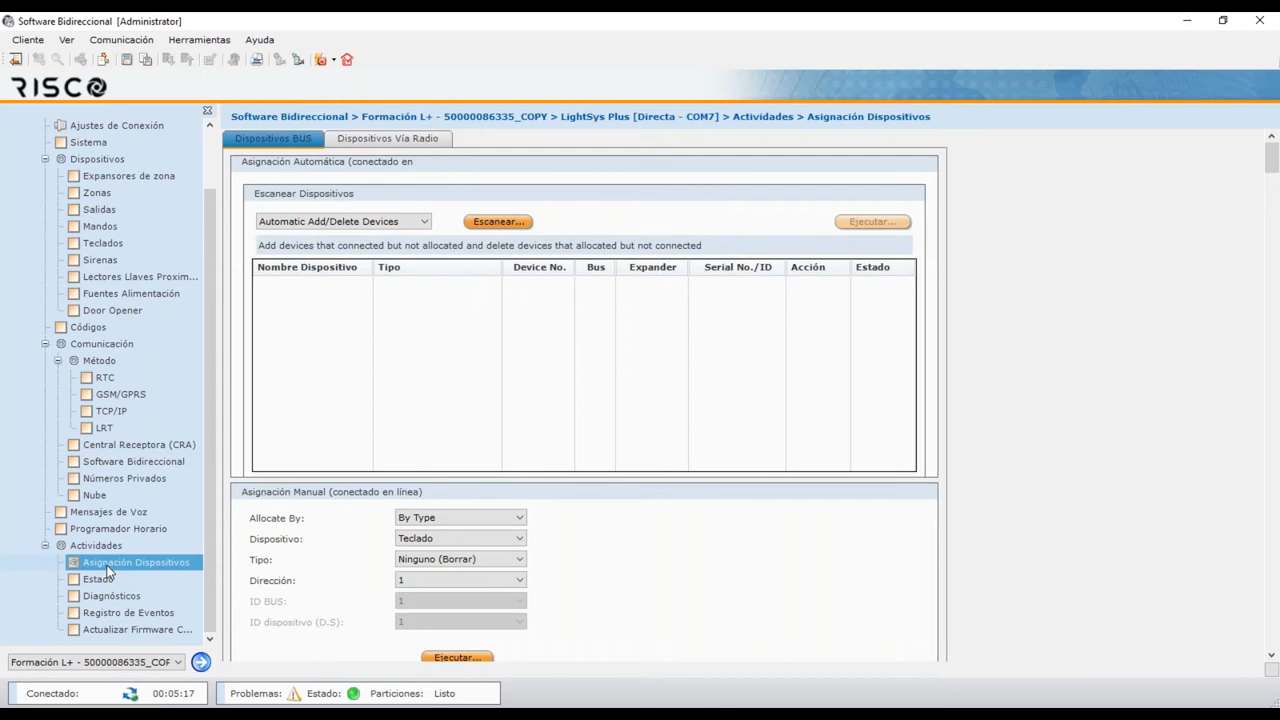 Software Bidireccional [Administrator]
Cliente Ver Comunicación Herramientas Ayuda
RISCO
Software Bidireccional > Formación L+ - 50000086335_COPY > LightSys Plus [Directa - COM7] > Actividades > Asignación Dispositivos
Ajustes de Conexión
Sistema
Dispositivos
Expansores de zona
Zonas
Salidas
Mandos
Teclados
Sirenas
Lectores Llaves Proxim...
Fuentes Alimentación
Door Opener
Códigos
Comunicación
Método
RTC
GSM/GPRS
TCP/IP
LRT
Central Receptora (CRA)
Software Bidireccional
Números Privados
Nube
Mensajes de Voz
Programador Horario
Actividades
Asignación Dispositivos
Estado
Diagnósticos
Registro de Eventos
Actualizar Firmware C...
Dispositivos BUS Dispositivos Vía Radio
Asignación Automática (conectado en
Escanear Dispositivos
Automatic Add/Delete Devices Escanear... Ejecutar...
Add devices that connected but not allocated and delete devices that allocated but not connected
Nombre Dispositivo Tipo Device No. Bus Expander Serial No./ID Acción Estado
Asignación Manual (conectado en línea)
Allocate By: By Type
Dispositivo: Teclado
Tipo: Ninguno (Borrar)
Dirección: 1
ID BUS: 1
ID dispositivo (D.S): 1
Ejecutar...
Formación L+ - 50000086335_COF
Conectado: 00:05:17 Problemas: Estado: Particiones: Listo